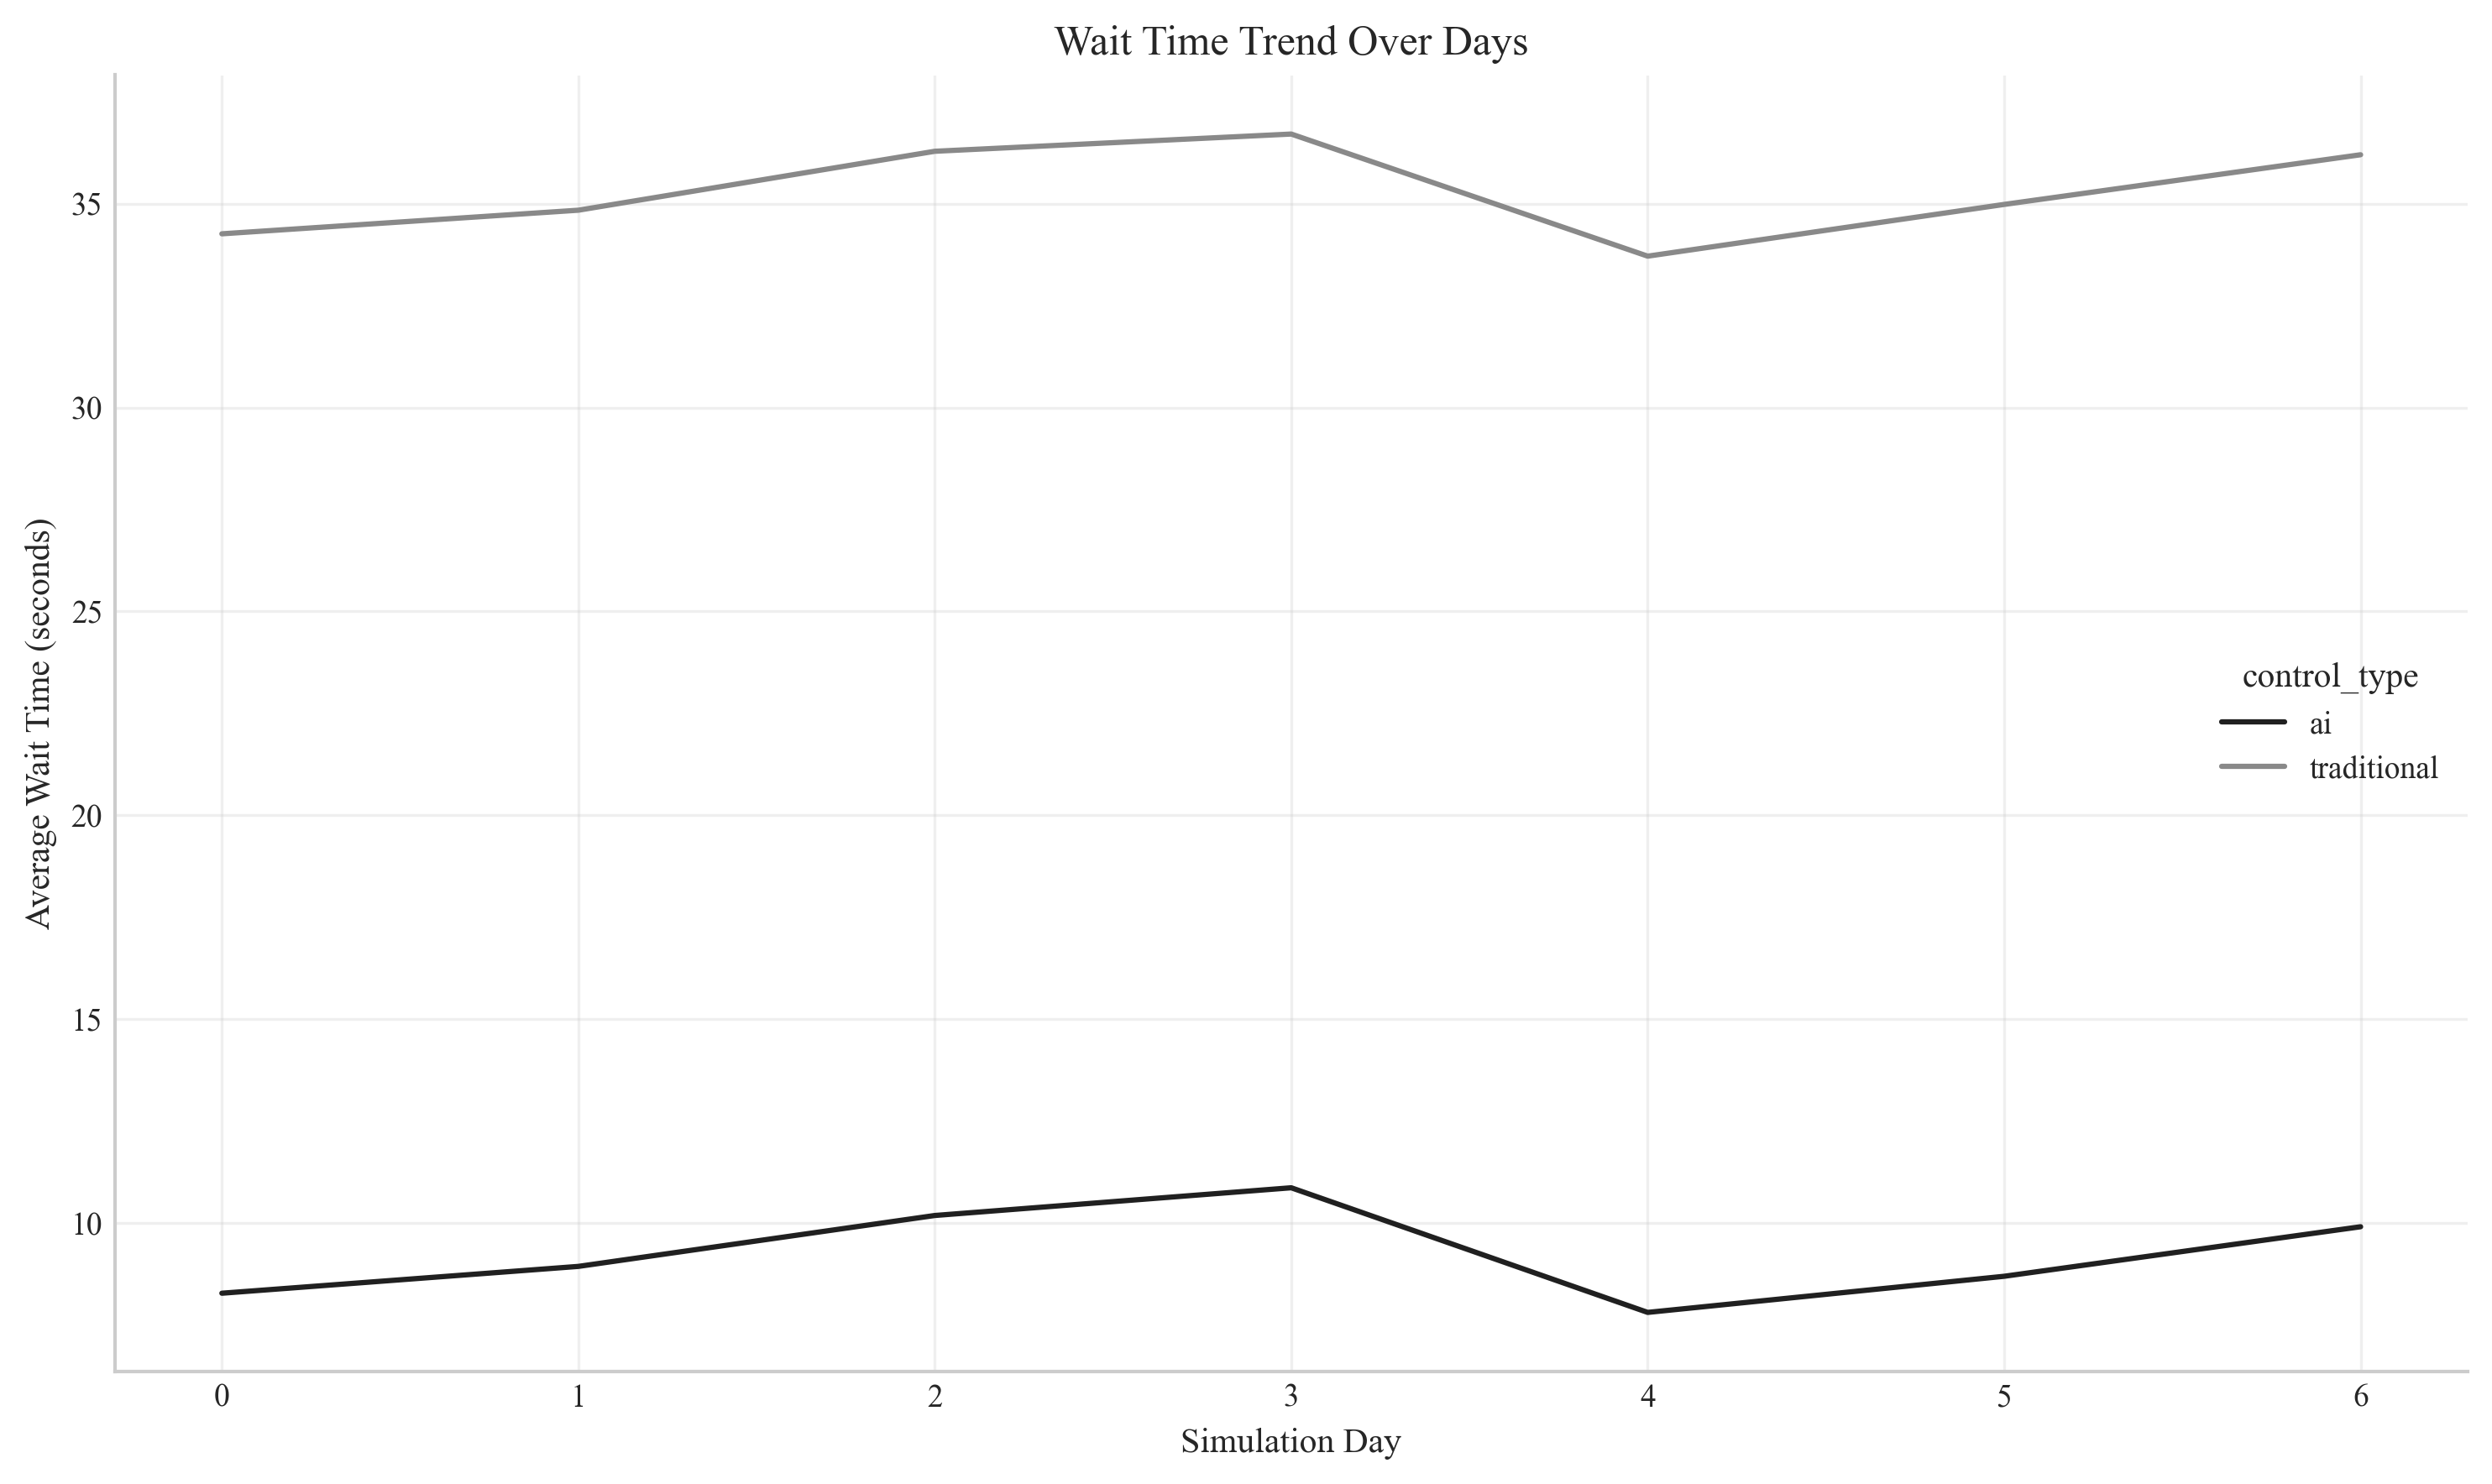 Wait Time Trend Over Days
Average Wait Time (seconds)
35
30
25
20
15
10
control_type
ai
traditional
0 1 2 3 4 5 6
Simulation Day